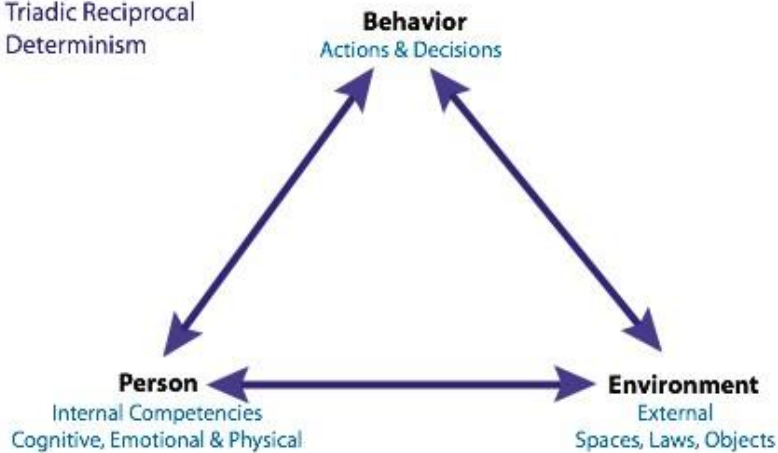 Triadic Reciprocal
Determinism
Behavior
Actions & Decisions
Person
Internal Competencies
Cognitive, Emotional & Physical
Environment
External
Spaces, Laws, Objects